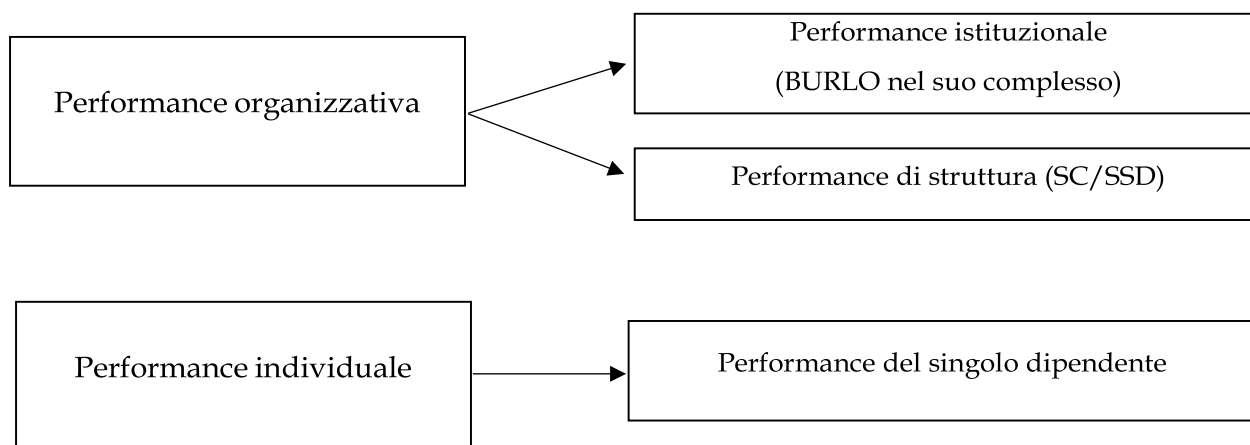 Performance organizzativa
Performance istituzionale
(BURLO nel suo complesso)
Performance di struttura (SC/SSD)
Performance individuale
Performance del singolo dipendente